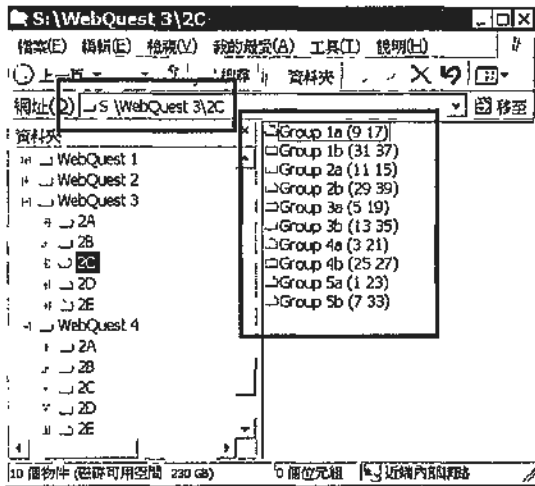 S:\WebQuest 3\2C
檔案(E) 編輯(E) 檢視(V) 我的最愛(A) 工具(T) 說明(H)
上一頁 搜尋 資料夾
網址(D) S \WebQuest 3\2C 移至
資料夾 ×
WebQuest 1
WebQuest 2
WebQuest 3
2A
2B
2C
2D
2E
WebQuest 4
2A
2B
2C
2D
2E
Group 1a (9 17)
Group 1b (31 37)
Group 2a (11 15)
Group 2b (29 39)
Group 3a (5 19)
Group 3b (13 35)
Group 4a (3 21)
Group 4b (25 27)
Group 5a (1 23)
Group 5b (7 33)
10 個物件 (磁碟可用空間 230 GB) 0 個位元組 近端內部網路